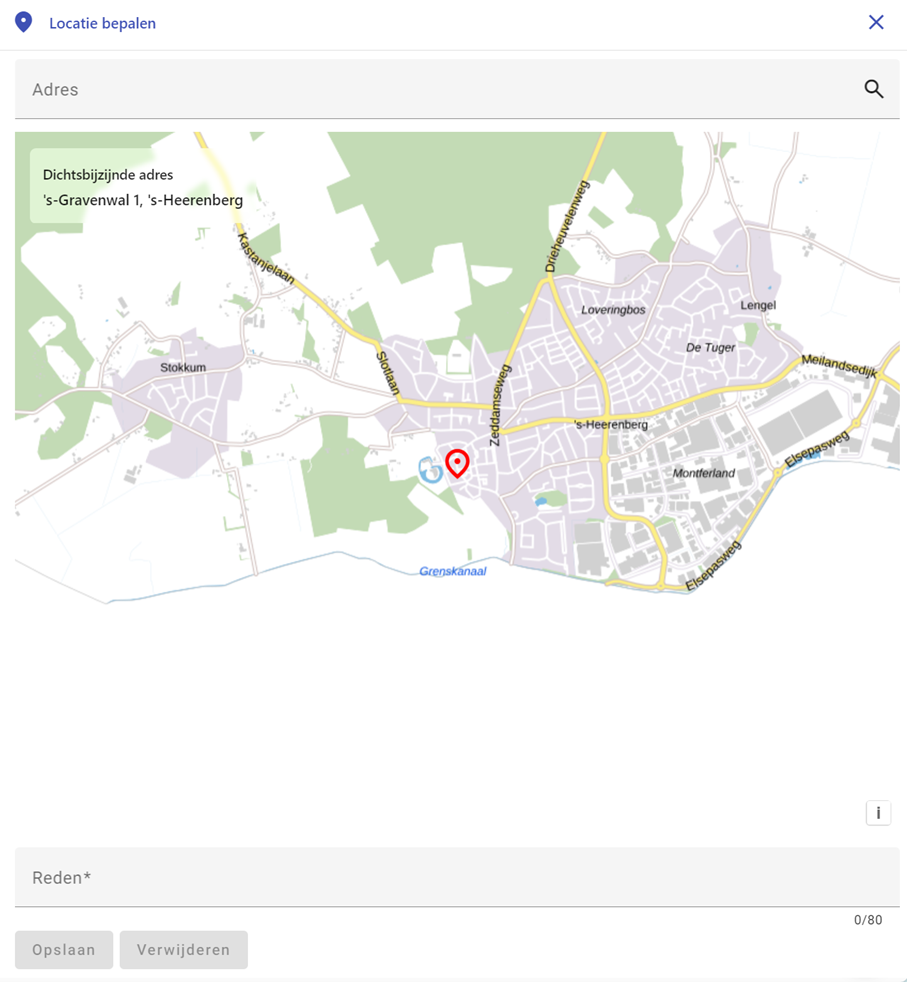 Locatie bepalen
Adres
Dichtsbijzijnde adres
's-Gravenwal 1, 's-Heerenberg
Kastanjelaan
Drieheuvelenweg
Loveringbos
Lengel
De Tuger
Meilandsedijk
Stokkum
Slotlaan
Zeddamseweg
's-Heerenberg
Elsepasweg
Montferland
Elsepasweg
Grenskanaal
i
Reden*
0/80
Opslaan
Verwijderen